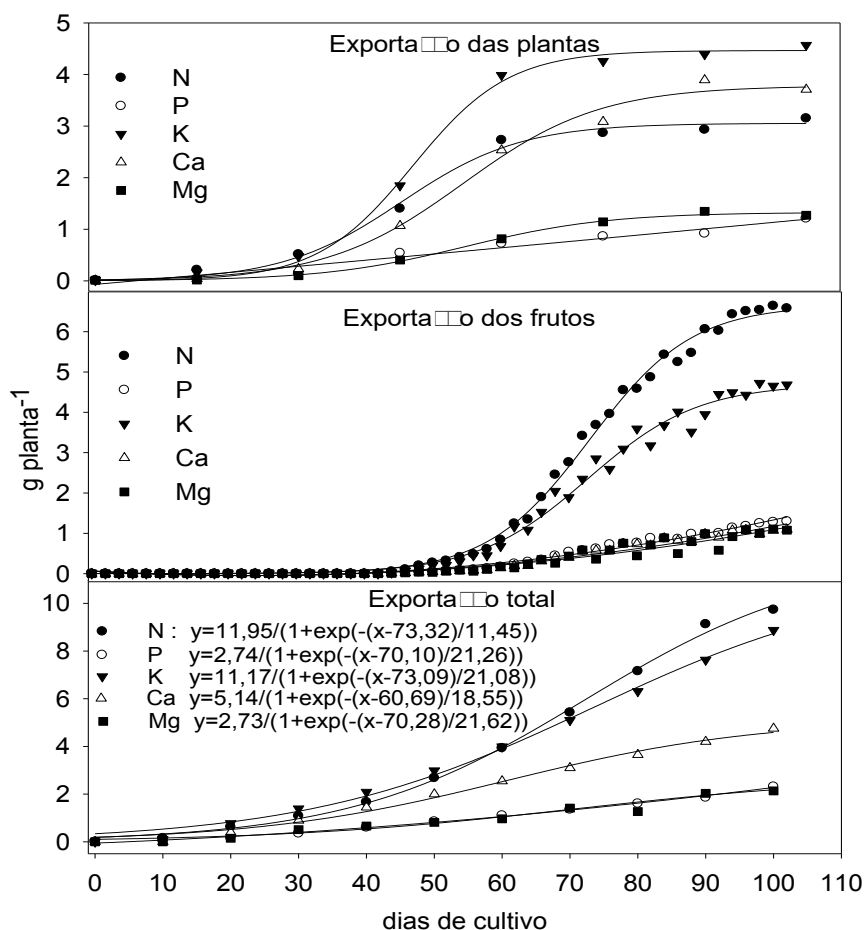 Exporta□□o das plantas
N
P
K
Ca
Mg
5
4
3
2
1
0
Exporta□□o dos frutos
N
P
K
Ca
Mg
6
5
4
3
2
1
0
g planta-1
Exporta□□o total
N : y=11,95/(1+exp(-(x-73,32)/11,45))
P y=2,74/(1+exp(-(x-70,10)/21,26))
K y=11,17/(1+exp(-(x-73,09)/21,08))
Ca y=5,14/(1+exp(-(x-60,69)/18,55))
Mg y=2,73/(1+exp(-(x-70,28)/21,62))
10
8
6
4
2
0
0 10 20 30 40 50 60 70 80 90 100 110
dias de cultivo